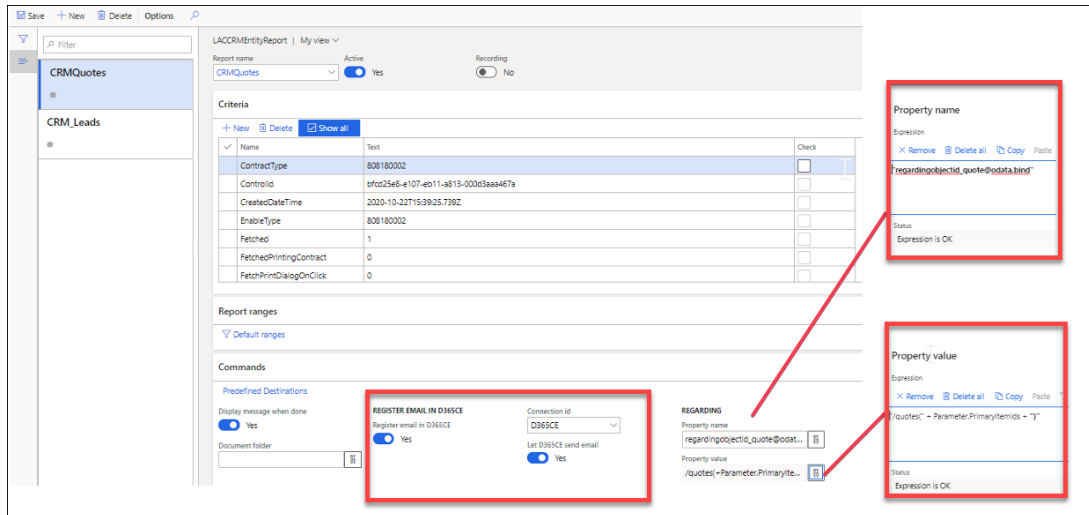 Save + New Delete Options
Filter
CRMQuotes
CRM_Leads
LACCRMEntityReport | My view
Report name Active Recording
CRMQuotes Yes No
Criteria
+ New Delete Show all
Name Text Check
ContractType 808180002
ControlId bfcd25e8-e107-eb11-a813-000d3aaa467a
CreatedDateTime 2020-10-22T15:39:25.739Z
EnableType 808180002
Fetched 1
FetchedPrintingContract 0
FetchPrintDialogOnClick 0
Report ranges
Default ranges
Commands
Predefined Destinations
Display message when done
Yes
Document folder
REGISTER EMAIL IN D365CE
Register email in D365CE
Yes
Connection id
D365CE
Let D365CE send email
Yes
REGARDING
Property name
regardingobjectid_quote@odat...
Property value
/quotes(+Parameter.PrimaryIte...
Property name
Expression
Remove Delete all Copy Paste
"regardingobjectid_quote@odata.bind"
Status
Expression is OK
Property value
Expression
Remove Delete all Copy Paste
"/quotes(" + Parameter.PrimaryItemIds + ")"
Status
Expression is OK